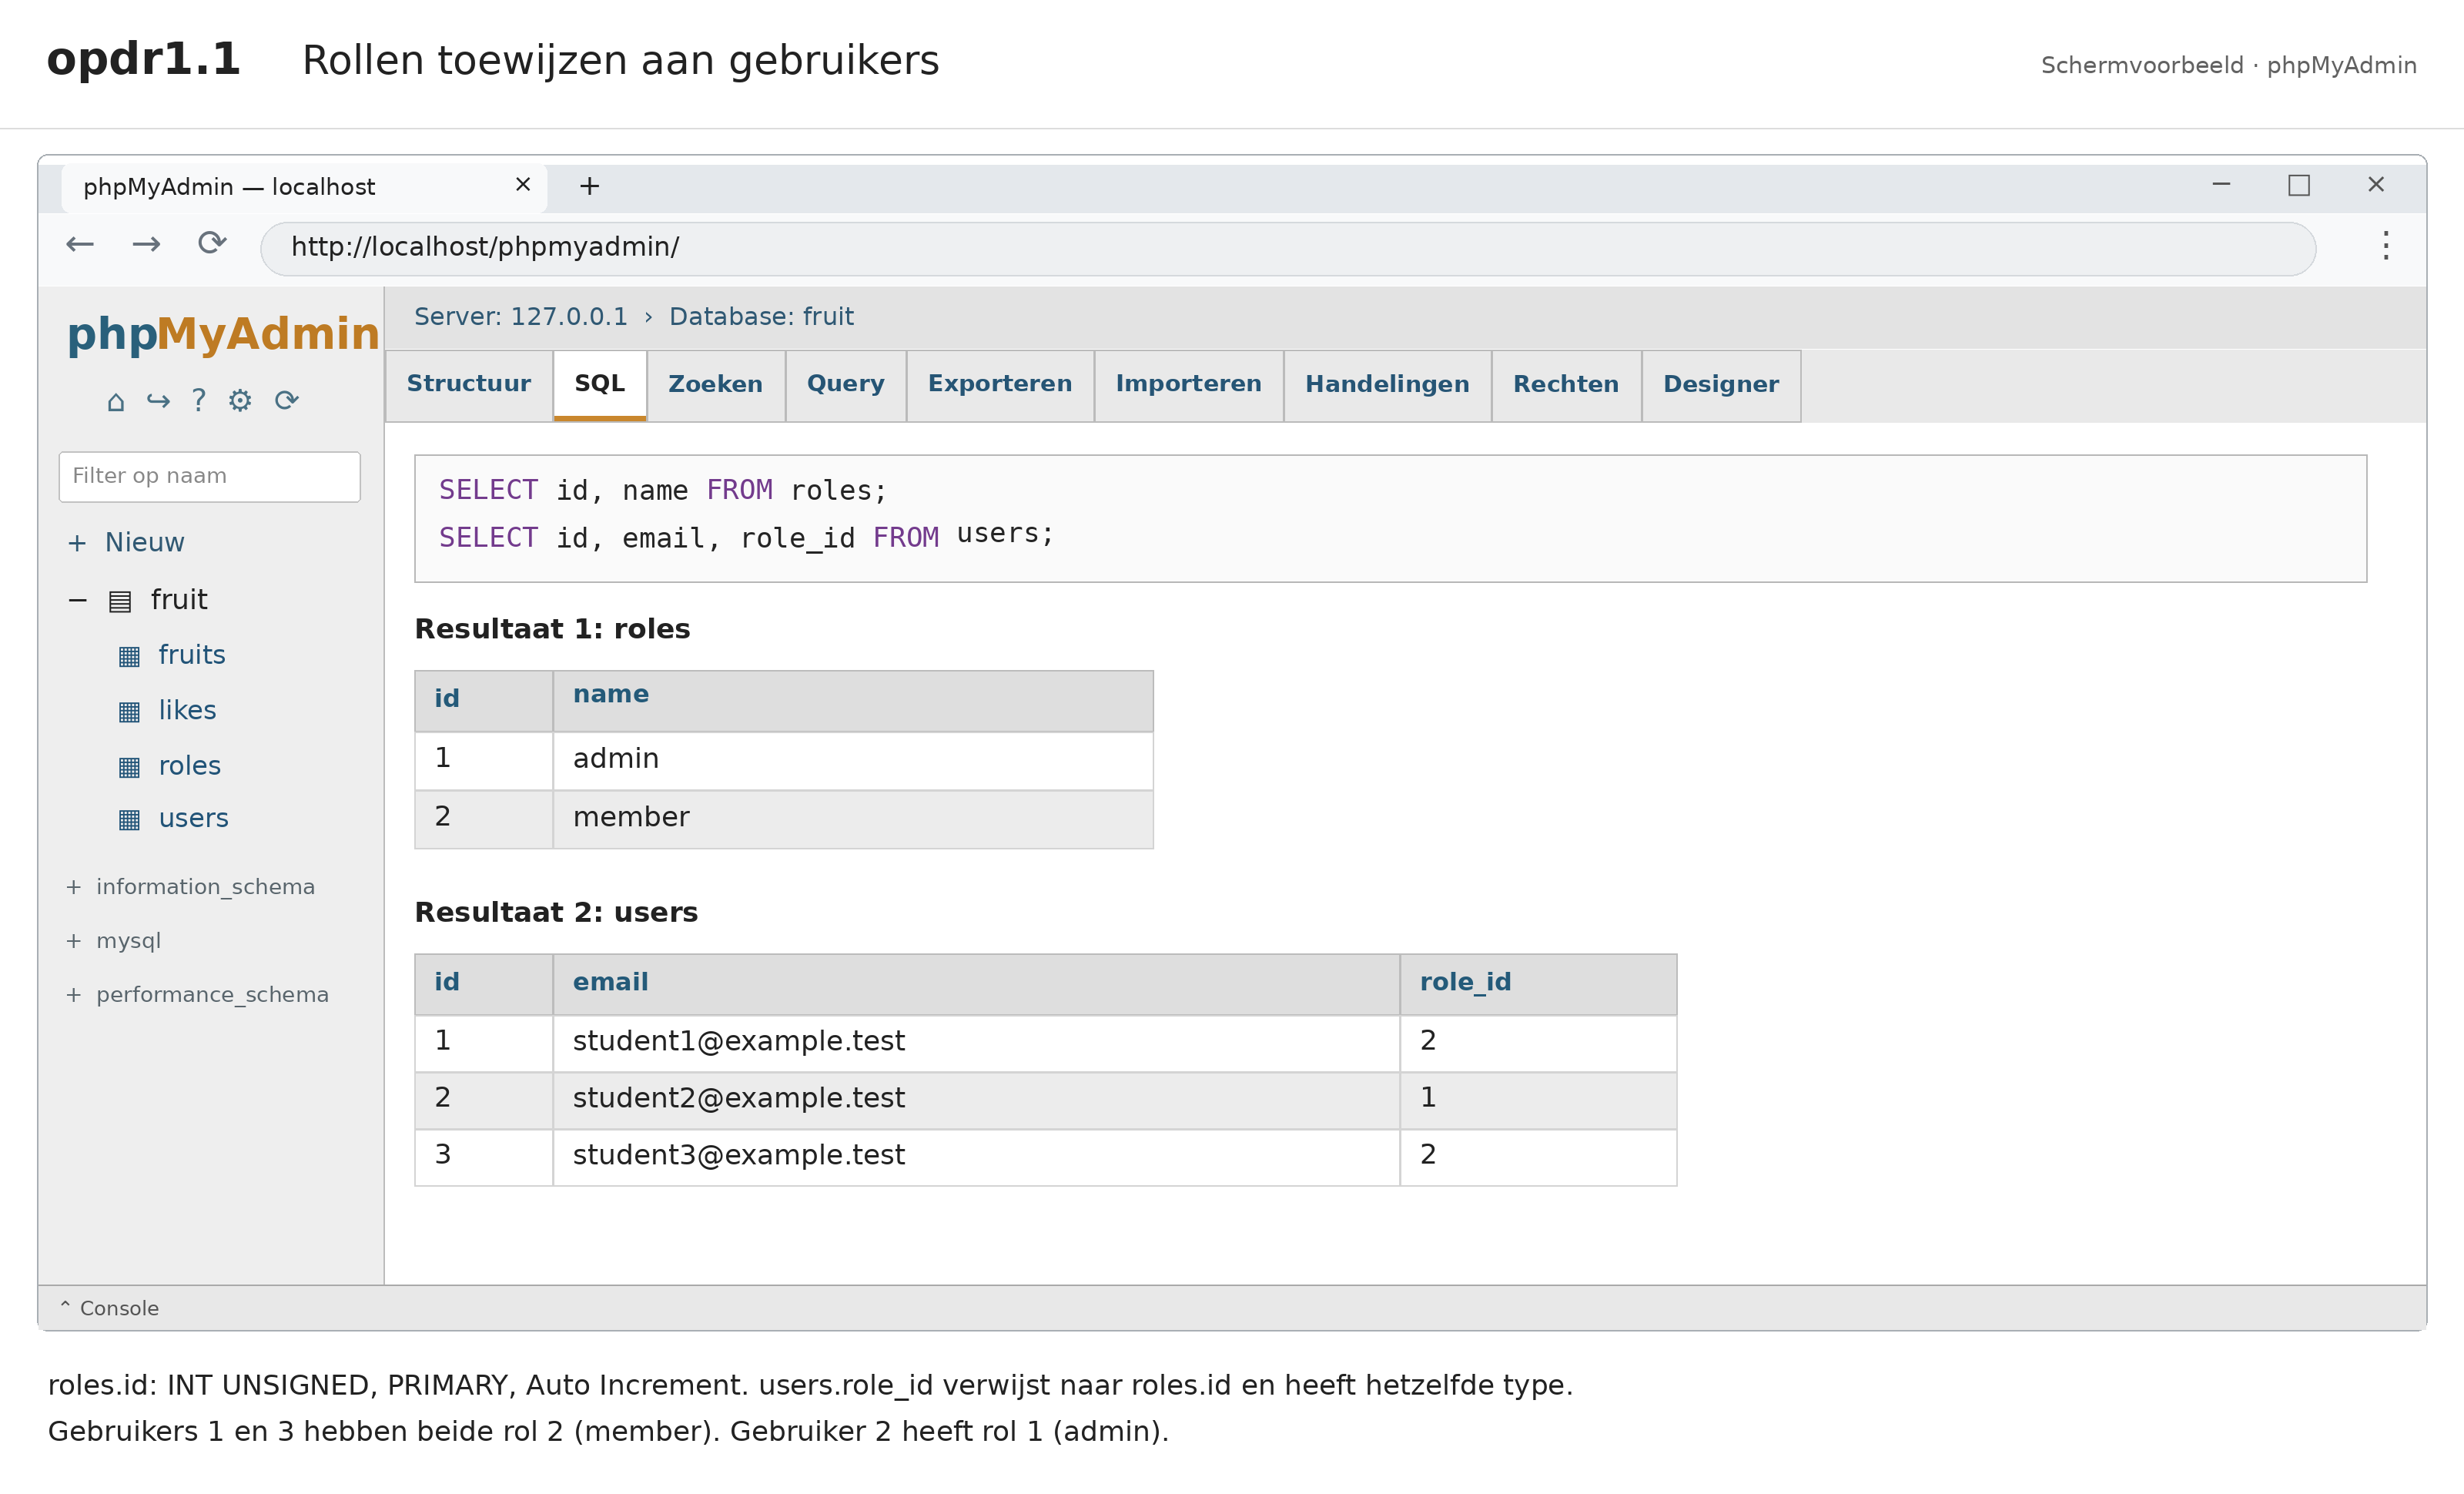 opdr1.1 Rollen toewijzen aan gebruikers Schermvoorbeeld · phpMyAdmin
phpMyAdmin — localhost × + − □ ×
← → ⟳ http://localhost/phpmyadmin/ ⋮
phpMyAdmin
⌂ ↪ ? ⚙ ⟳
Filter op naam
+ Nieuw
− ▤ fruit
▦ fruits
▦ likes
▦ roles
▦ users
+ information_schema
+ mysql
+ performance_schema
Server: 127.0.0.1 › Database: fruit
Structuur SQL Zoeken Query Exporteren Importeren Handelingen Rechten Designer
SELECT id, name FROM roles;
SELECT id, email, role_id FROM users;
Resultaat 1: roles
id name
1 admin
2 member
Resultaat 2: users
id email role_id
1 student1@example.test 2
2 student2@example.test 1
3 student3@example.test 2
⌃ Console
roles.id: INT UNSIGNED, PRIMARY, Auto Increment. users.role_id verwijst naar roles.id en heeft hetzelfde type.
Gebruikers 1 en 3 hebben beide rol 2 (member). Gebruiker 2 heeft rol 1 (admin).